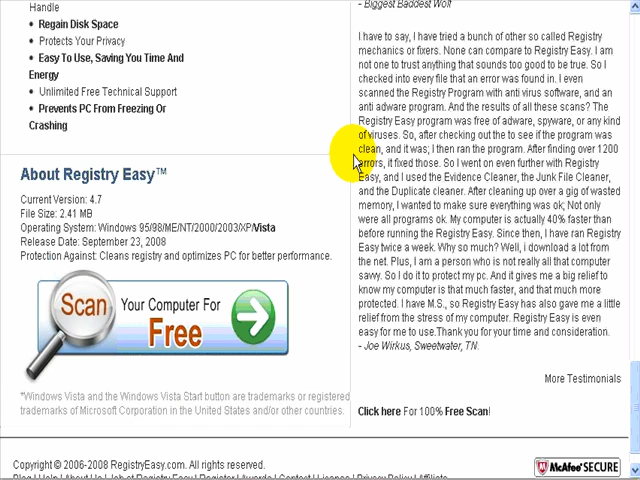 Handle
• Regain Disk Space
• Protects Your Privacy
• Easy To Use, Saving You Time And
Energy
• Unlimited Free Technical Support
• Prevents PC From Freezing Or
Crashing
About Registry Easy™
Current Version: 4.7
File Size: 2.41 MB
Operating System: Windows 95/98/ME/NT/2000/2003/XP/Vista
Release Date: September 23, 2008
Protection Against: Cleans registry and optimizes PC for better performance.
Scan Your Computer For
Free
*Windows Vista and the Windows Vista Start button are trademarks or registered
trademarks of Microsoft Corporation in the United States and/or other countries.
- Biggest Baddest Wolf
I have to say, I have tried a bunch of other so called Registry
mechanics or fixers. None can compare to Registry Easy. I am
not one to trust anything that sounds too good to be true. So I
checked into every file that an error was found in. I even
scanned the Registry Program with anti virus software, and an
anti adware program. And the results of all these scans? The
Registry Easy program was free of adware, spyware, or any kind
of viruses. So, after checking out the to see if the program was
clean, and it was; I then ran the program. After finding over 1200
errors, it fixed those. So I went on even further with Registry
Easy, and I used the Evidence Cleaner, the Junk File Cleaner,
and the Duplicate cleaner. After cleaning up over a gig of wasted
memory, I wanted to make sure everything was ok; Not only
were all programs ok. My computer is actually 40% faster than
before running the Registry Easy. Since then, I have ran Registry
Easy twice a week. Why so much? Well, i download a lot from
the net. Plus, I am a person who is not really all that computer
savvy. So I do it to protect my pc. And it gives me a big relief to
know my computer is that much faster, and that much more
protected. I have M.S., so Registry Easy has also gave me a little
relief from the stress of my computer. Registry Easy is even
easy for me to use.Thank you for your time and consideration.
- Joe Wirkus, Sweetwater, TN.
More Testimonials
Click here For 100% Free Scan!
Copyright © 2006-2008 RegistryEasy.com. All rights reserved.
McAfee SECURE
Blog | Help | About Us | Job at Registry Easy | Register | Awards | Contact | License | Privacy Policy | Affiliate